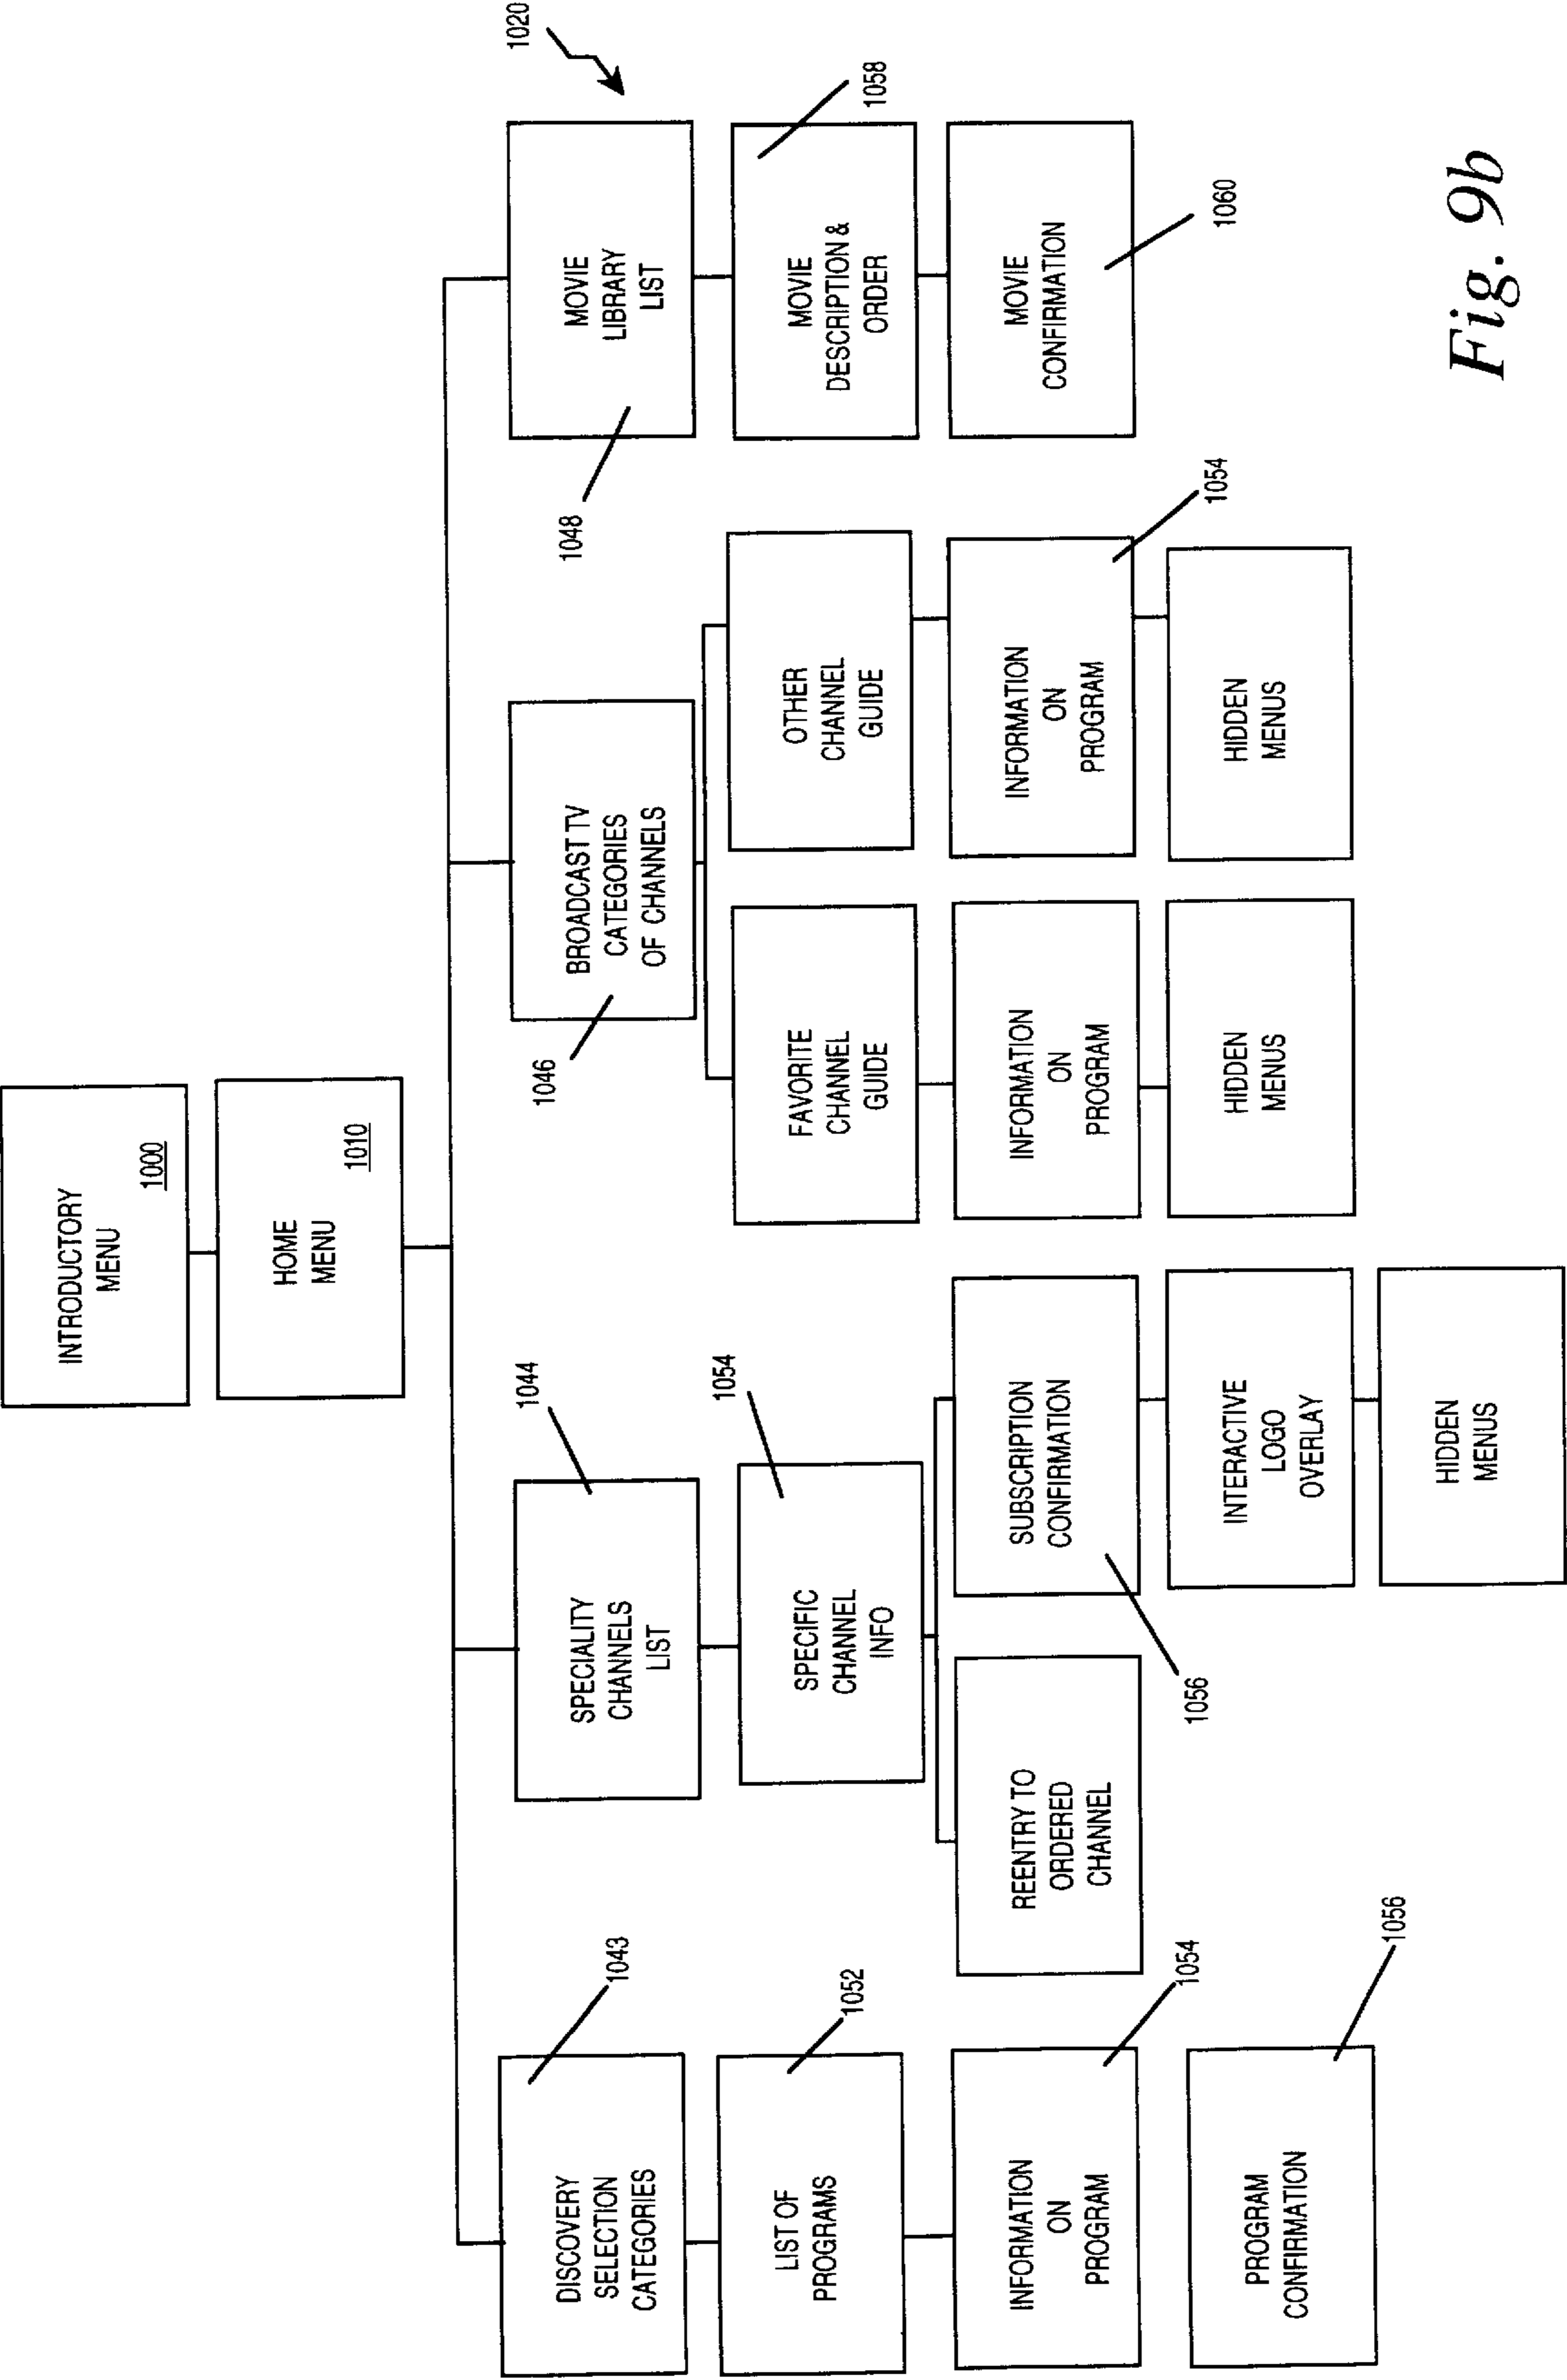 INTRODUCTORY
MENU
1000
HOME
MENU
1010
1020
DISCOVERY
SELECTION
CATEGORIES
1043
SPECIALITY
CHANNELS
LIST
1044
BROADCAST TV
CATEGORIES
OF CHANNELS
1046
MOVIE
LIBRARY
LIST
1048
LIST OF
PROGRAMS
1052
SPECIFIC
CHANNEL
INFO
1054
FAVORITE
CHANNEL
GUIDE
OTHER
CHANNEL
GUIDE
MOVIE
DESCRIPTION &
ORDER
1058
INFORMATION
ON
PROGRAM
1054
REENTRY TO
ORDERED
CHANNEL
SUBSCRIPTION
CONFIRMATION
1056
INFORMATION
ON
PROGRAM
INFORMATION
ON
PROGRAM
1054
MOVIE
CONFIRMATION
1060
PROGRAM
CONFIRMATION
1056
INTERACTIVE
LOGO
OVERLAY
HIDDEN
MENUS
HIDDEN
MENUS
HIDDEN
MENUS
Fig. 9b